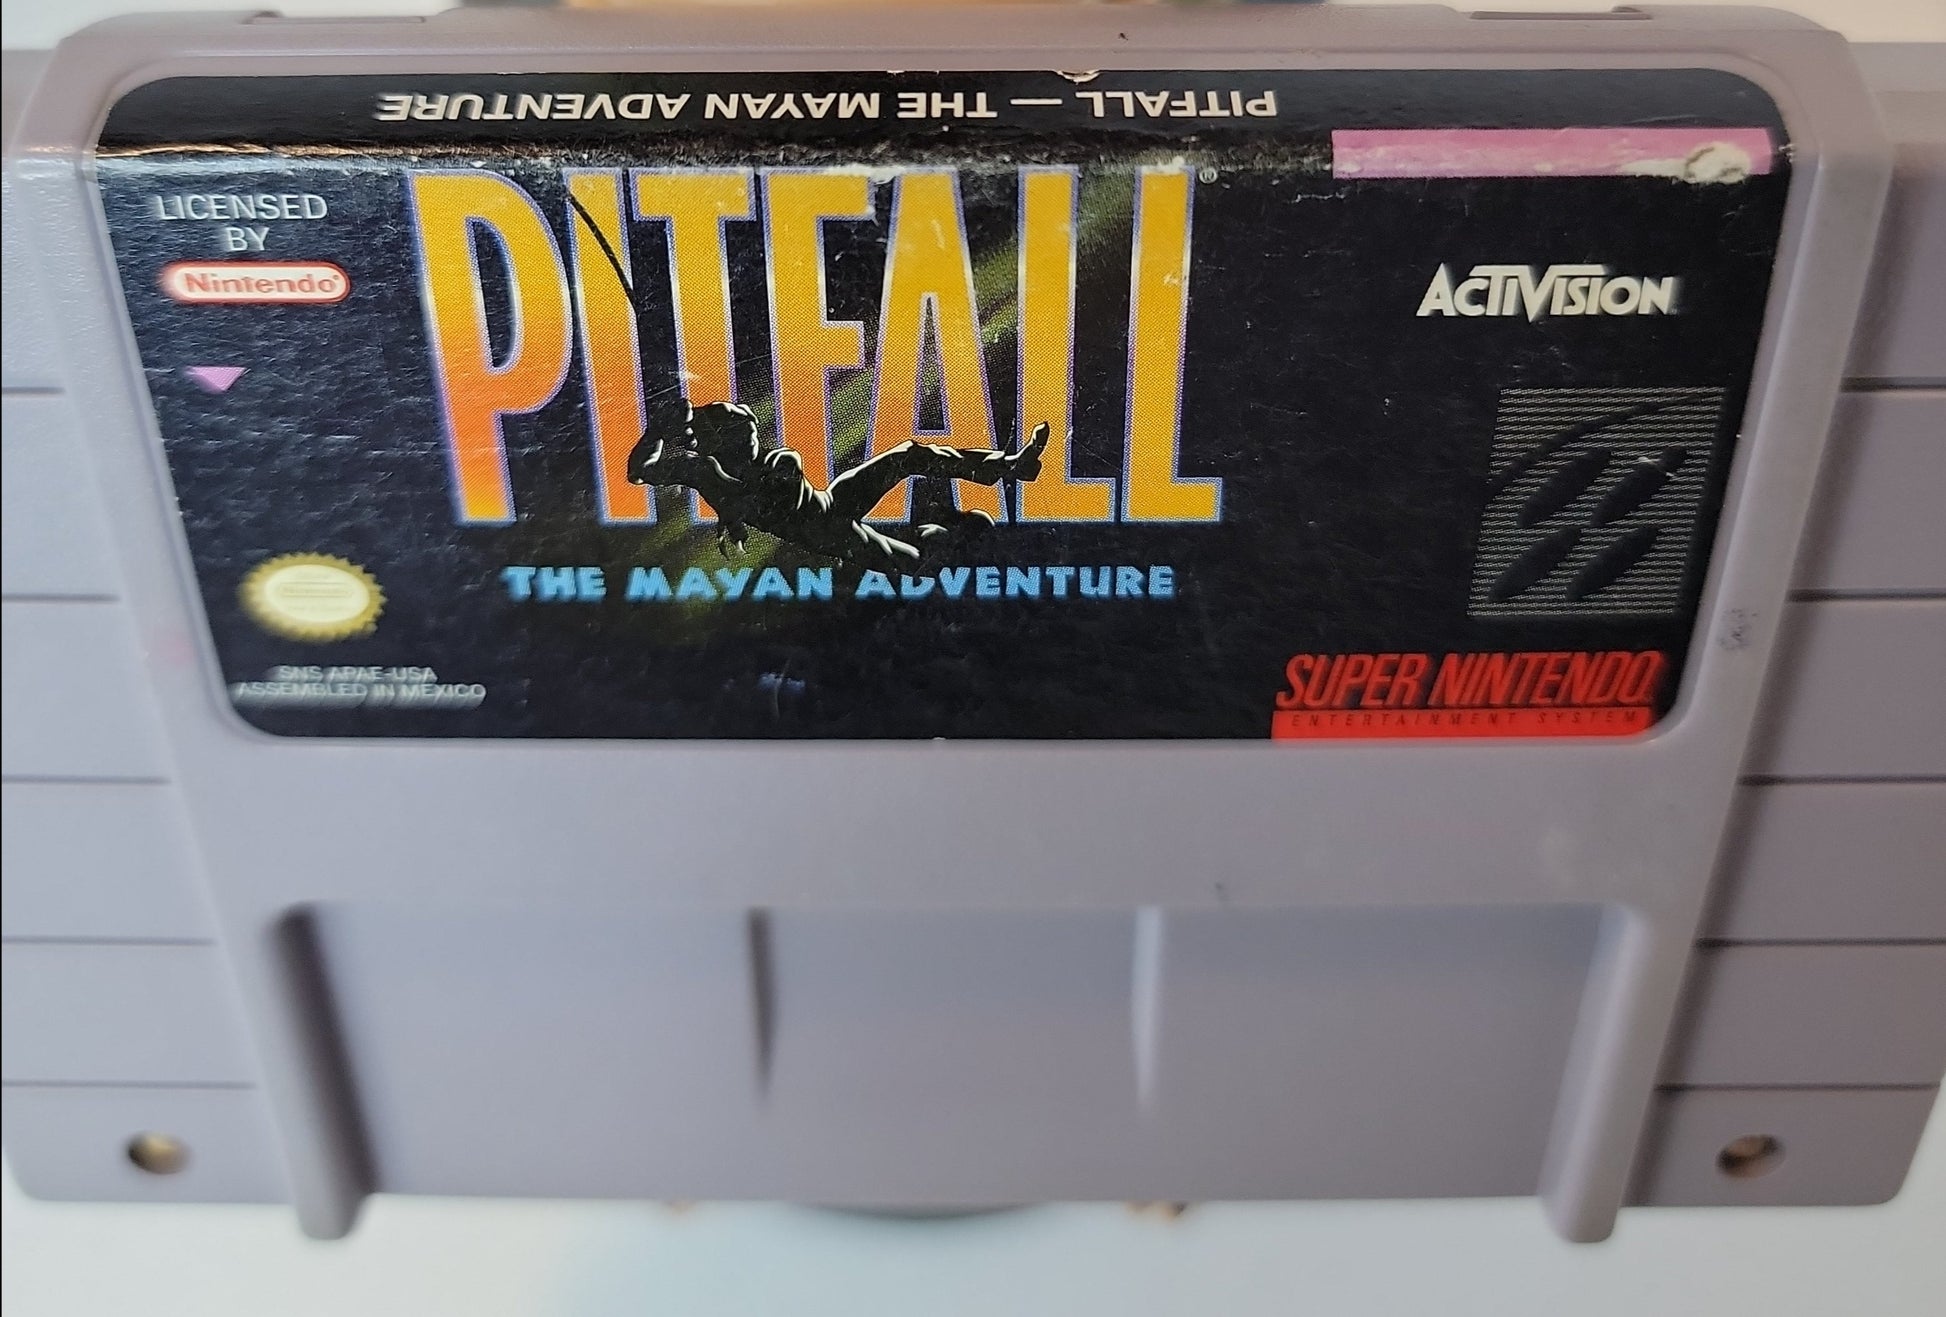 PITFALL — THE MAYAN ADVENTURE
LICENSED
BY
Nintendo®
PITFALL®
THE MAYAN ADVENTURE
ACTIVISION
SNS APAE-USA
ASSEMBLED IN MEXICO
SUPER NINTENDO
ENTERTAINMENT SYSTEM